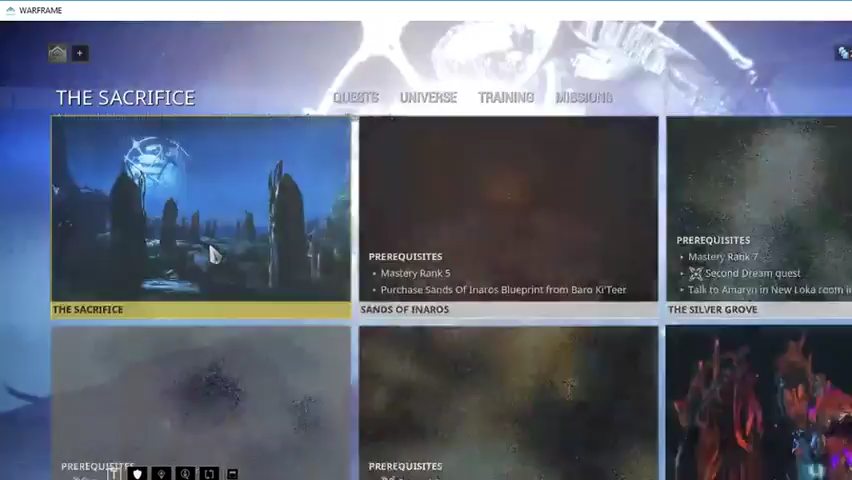 WARFRAME
THE SACRIFICE
QUESTS
UNIVERSE
TRAINING
MISSIONS
PREREQUISITES
• Mastery Rank 5
• Purchase Sands Of Inaros Blueprint from Baro Ki'Teer
PREREQUISITES
• Mastery Rank 7
• Second Dream quest
• Talk to Amaryn in New Loka room i
THE SACRIFICE
SANDS OF INAROS
THE SILVER GROVE
PREREQUISITES
PREREQUISITES